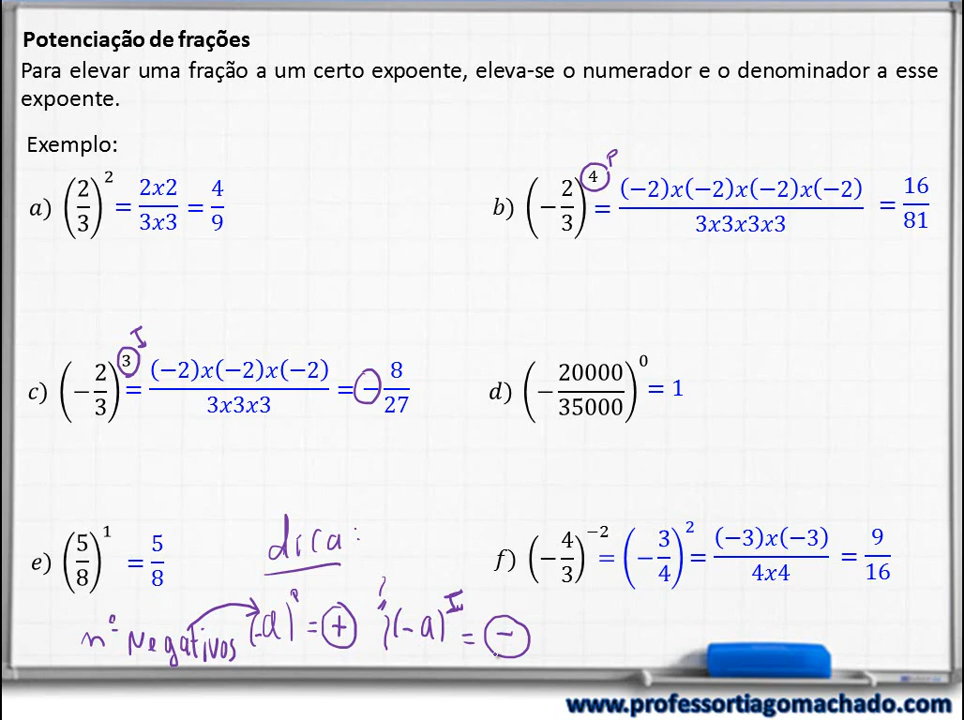 Potenciação de frações
Para elevar uma fração a um certo expoente, eleva-se o numerador e o denominador a esse
expoente.
Exemplo:
a) (2/3)^2 = 2x2/3x3 = 4/9
b) (−2/3)^4 = (−2)x(−2)x(−2)x(−2)/3x3x3x3 = 16/81
P
c) (−2/3)^3 = (−2)x(−2)x(−2)/3x3x3 = −8/27
I
d) (−20000/35000)^0 = 1
e) (5/8)^1 = 5/8
f) (−4/3)^−2 = (−3/4)^2 = (−3)x(−3)/4x4 = 9/16
dica:
nº Negativos (-a)^P = + ; (-a)^I = −
www.professortiagomachado.com